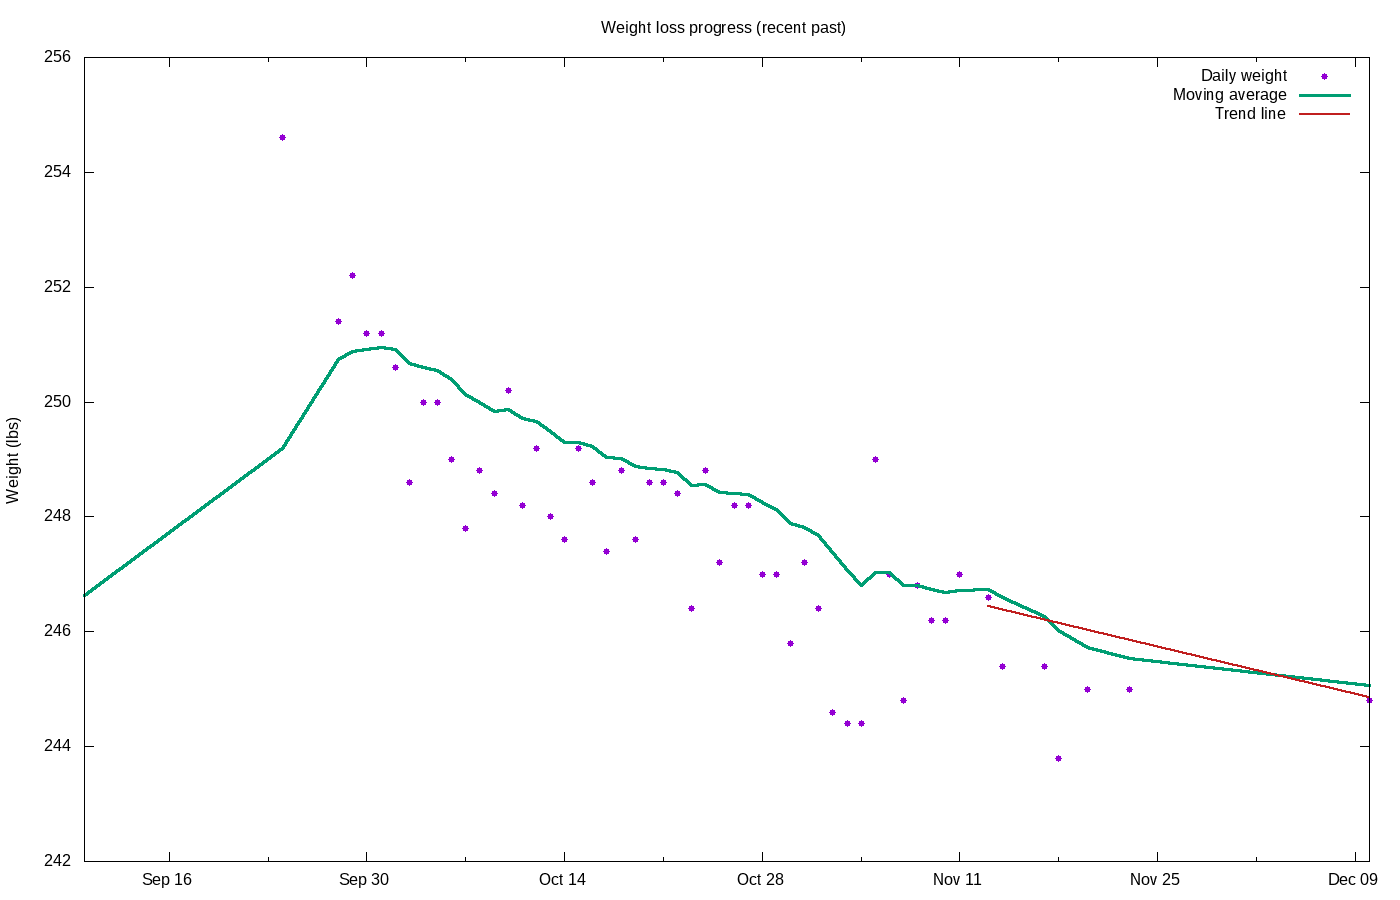 Weight loss progress (recent past)
256
254
252
250
248
246
244
242
Weight (lbs)
Daily weight
Moving average
Trend line
Sep 16
Sep 30
Oct 14
Oct 28
Nov 11
Nov 25
Dec 09